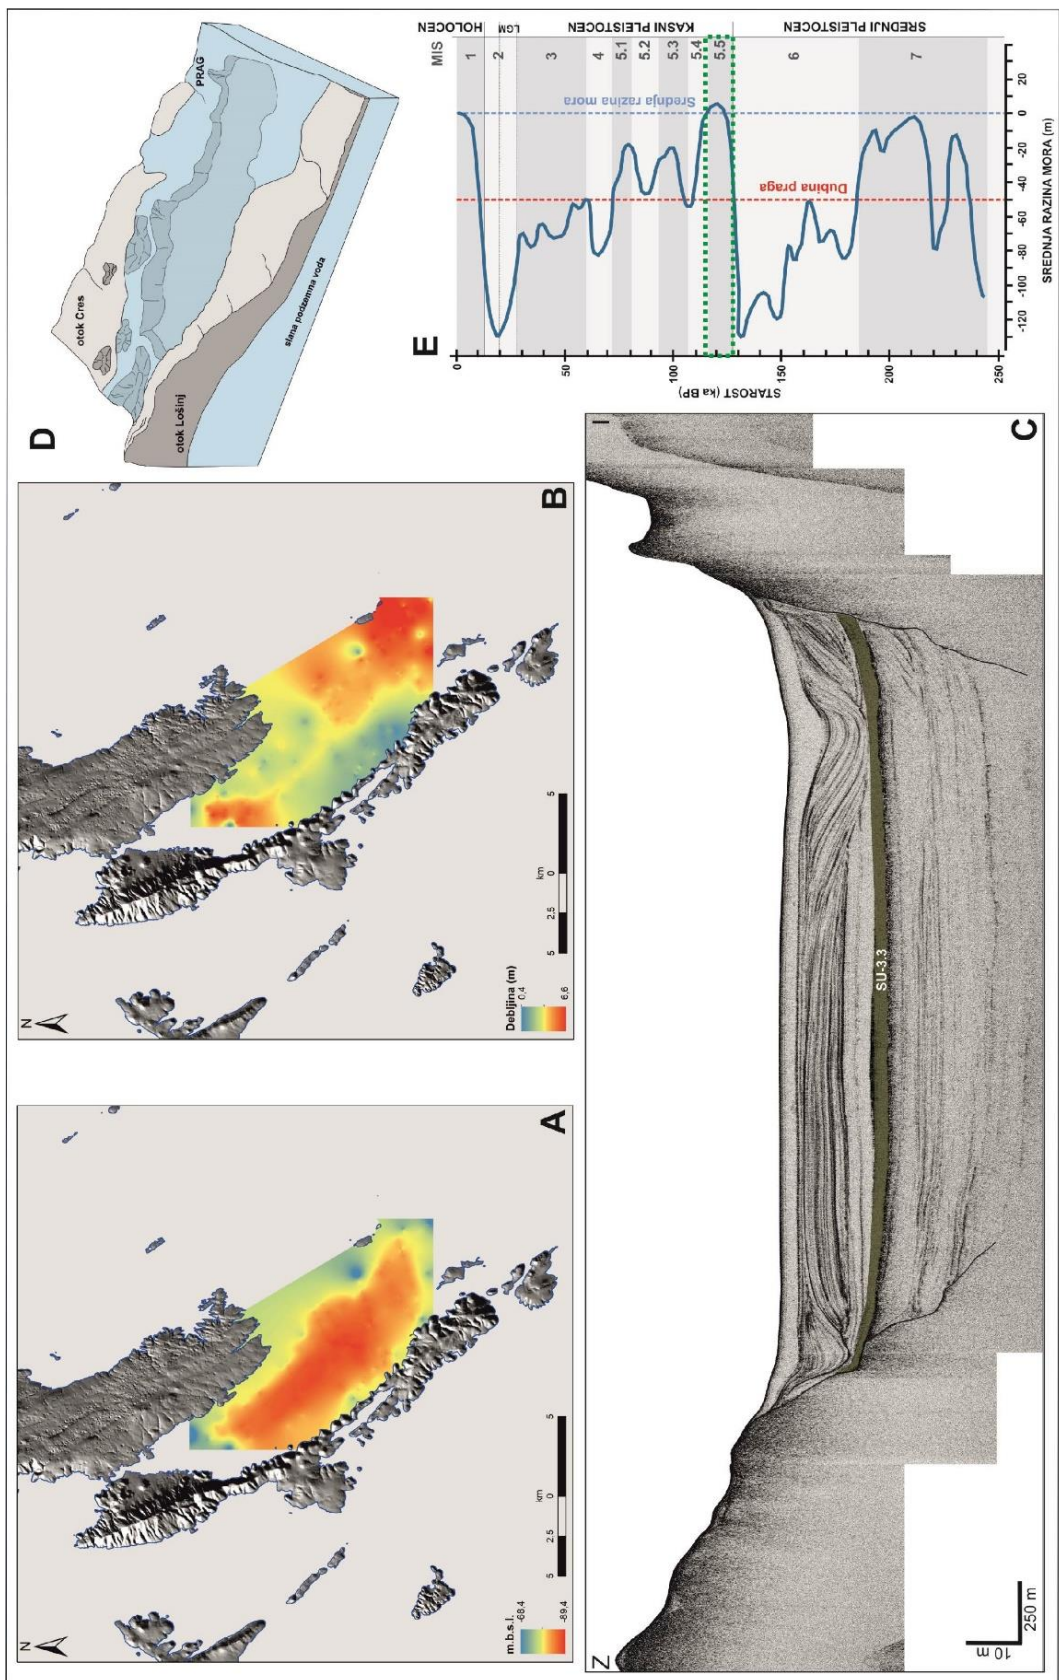 N
m.b.s.l.
-68.4
-89.4
5
2.5
0
km
5
A
N
Debljina (m)
0,4
6,6
5
2.5
0
km
5
B
Z
I
SU-3.3
10 m
250 m
C
D
otok Cres
PRAG
otok Lošinj
slana podzemna voda
E
MIS
HOLOCEN
LGM
KASNI PLEISTOCEN
SREDNJI PLEISTOCEN
1
2
3
4
5.1
5.2
5.3
5.4
5.5
6
7
Srednja razina mora
Dubina praga
20
0
-20
-40
-60
-80
-100
-120
SREDNJA RAZINA MORA (m)
0
50
100
150
200
250
STAROST (ka BP)